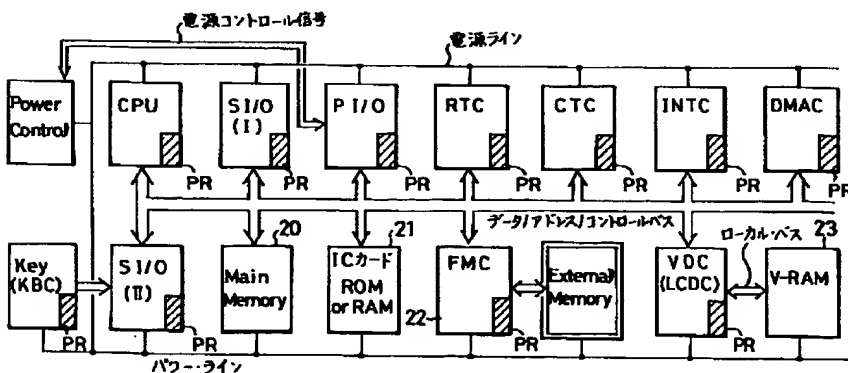 電源コントロール信号
電源ライン
Power
Control
CPU
PR
S I/O
(I)
PR
P I/O
PR
RTC
PR
CTC
PR
INTC
PR
DMAC
PR
データ/アドレス/コントロールバス
Key
(KBC)
PR
S I/O
(II)
PR
20
Main
Memory
21
ICカード
ROM
or RAM
22
FMC
PR
External
Memory
VDC
(LCDC)
PR
ローカル・バス
23
V-RAM
パワー・ライン